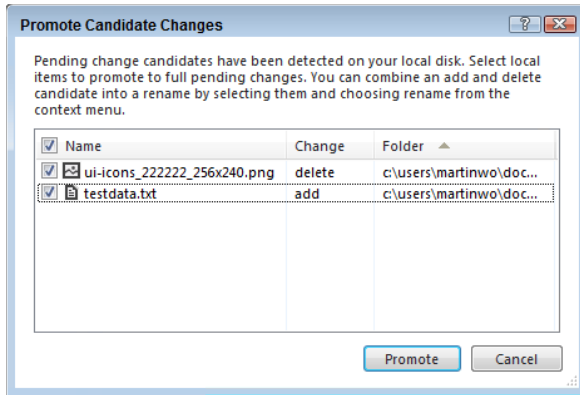 Promote Candidate Changes
Pending change candidates have been detected on your local disk. Select local
items to promote to full pending changes. You can combine an add and delete
candidate into a rename by selecting them and choosing rename from the
context menu.
Name Change Folder
ui-icons_222222_256x240.png delete c:\users\martinwo\doc...
testdata.txt add c:\users\martinwo\doc...
Promote Cancel